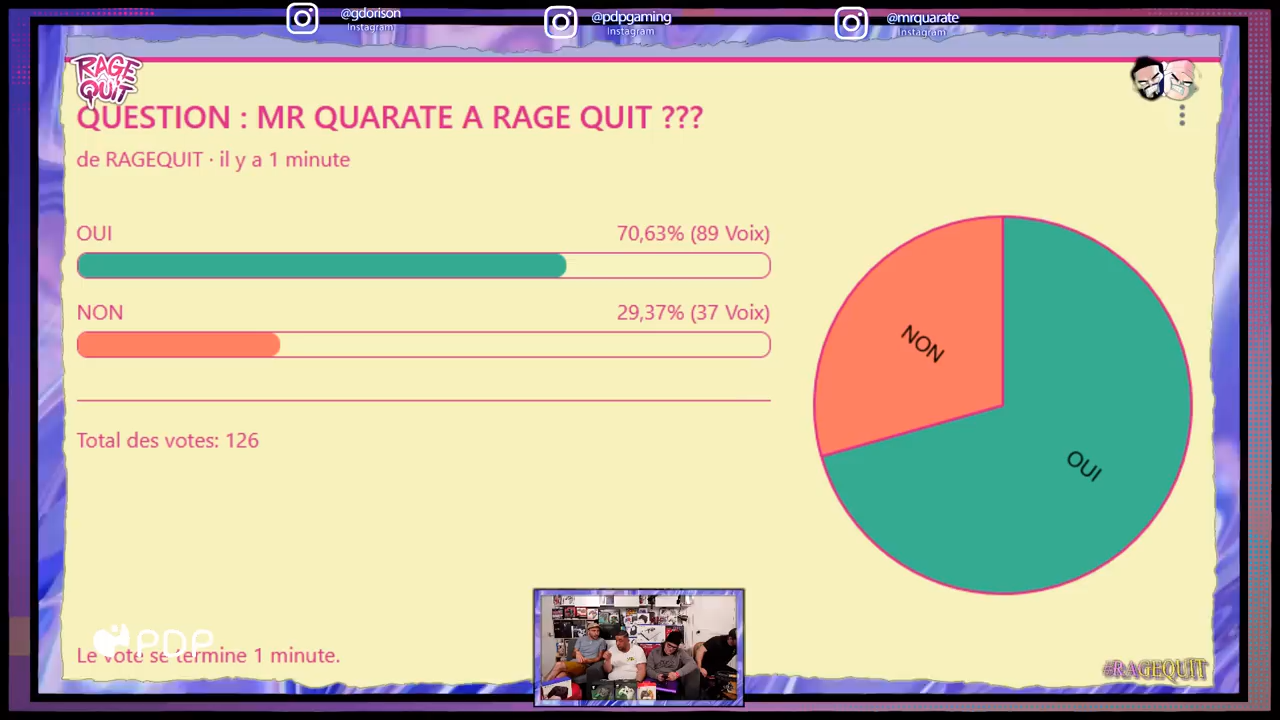 @gdorison
Instagram
@pdpgaming
Instagram
@mrquarate
Instagram
RAGE
QUIT
QUESTION : MR QUARATE A RAGE QUIT ???
de RAGEQUIT · il y a 1 minute
OUI
70,63% (89 Voix)
NON
29,37% (37 Voix)
Total des votes: 126
NON
OUI
PDP
Le vote se termine 1 minute.
#RAGEQUIT